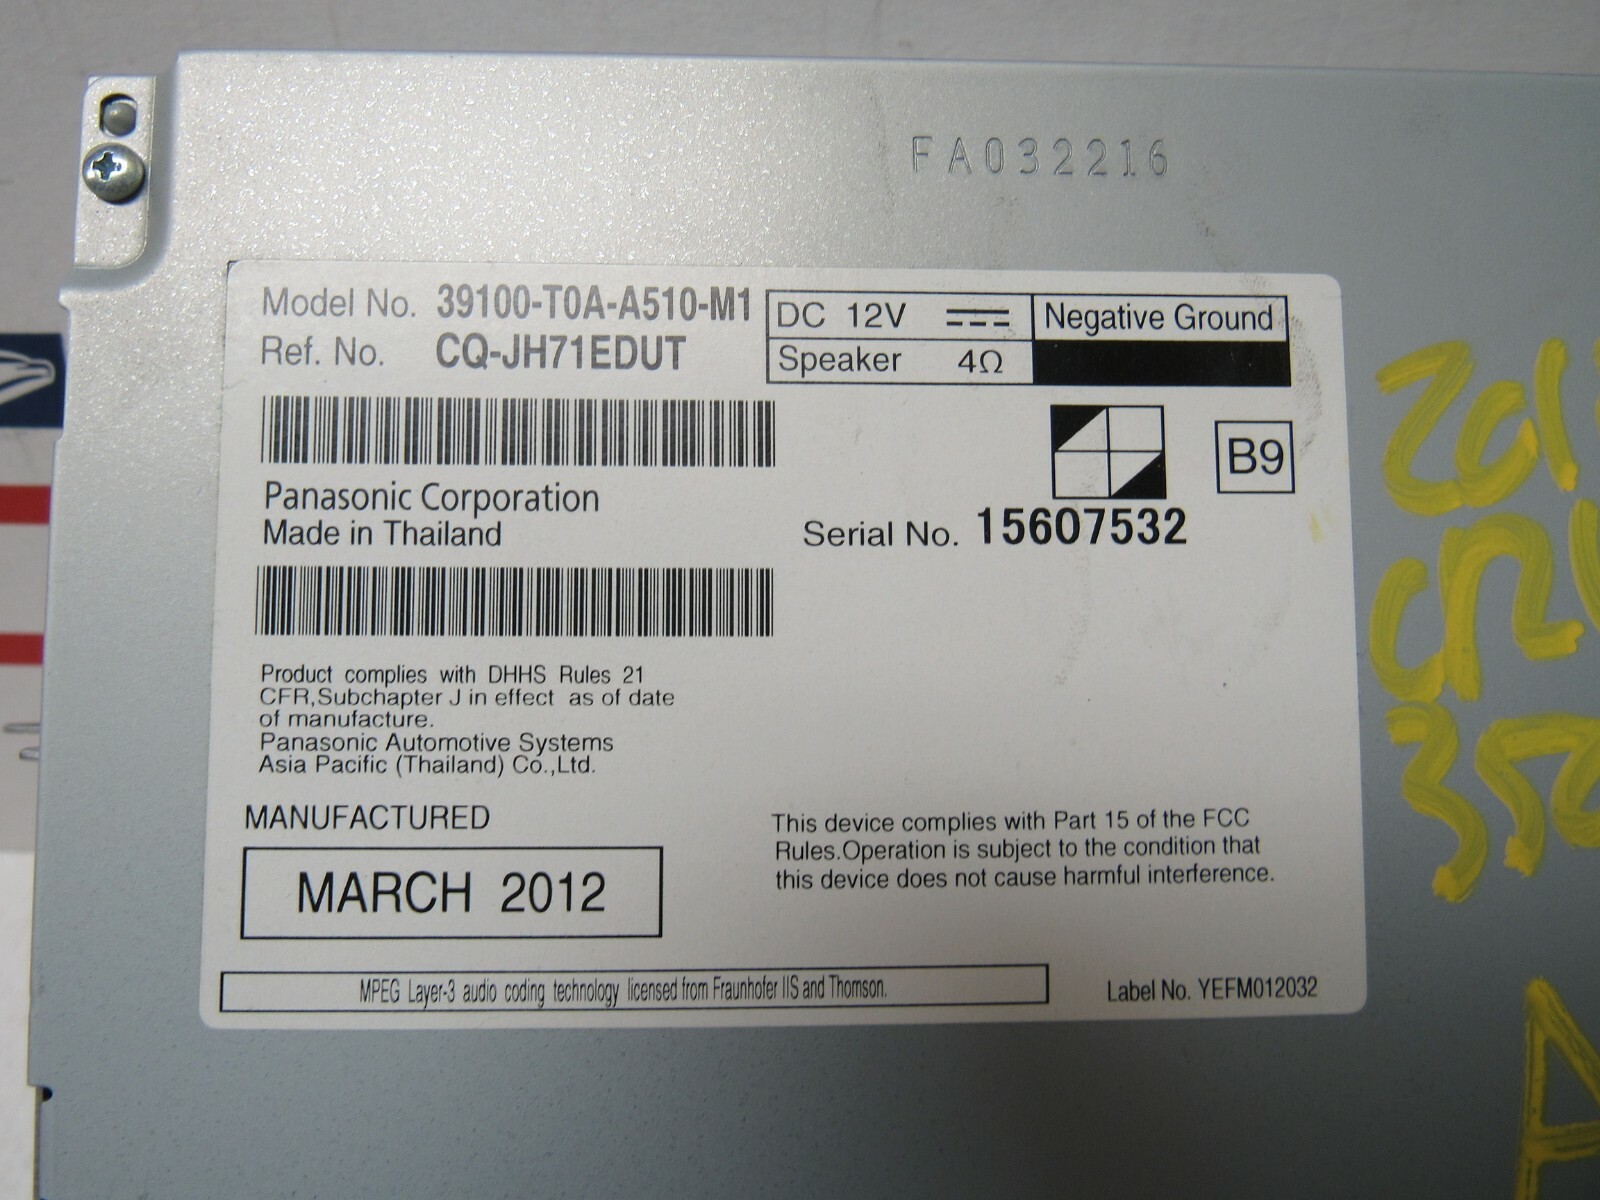 FA032216
Model No. 39100-T0A-A510-M1
Ref. No. CQ-JH71EDUT
DC 12V
Negative Ground
Speaker 4Ω
B9
Panasonic Corporation
Made in Thailand
Serial No. 15607532
Product complies with DHHS Rules 21
CFR,Subchapter J in effect as of date
of manufacture.
Panasonic Automotive Systems
Asia Pacific (Thailand) Co.,Ltd.
MANUFACTURED
MARCH 2012
This device complies with Part 15 of the FCC
Rules.Operation is subject to the condition that
this device does not cause harmful interference.
MPEG Layer-3 audio coding technology licensed from Fraunhofer IIS and Thomson.
Label No. YEFM012032
201
CR
350
A